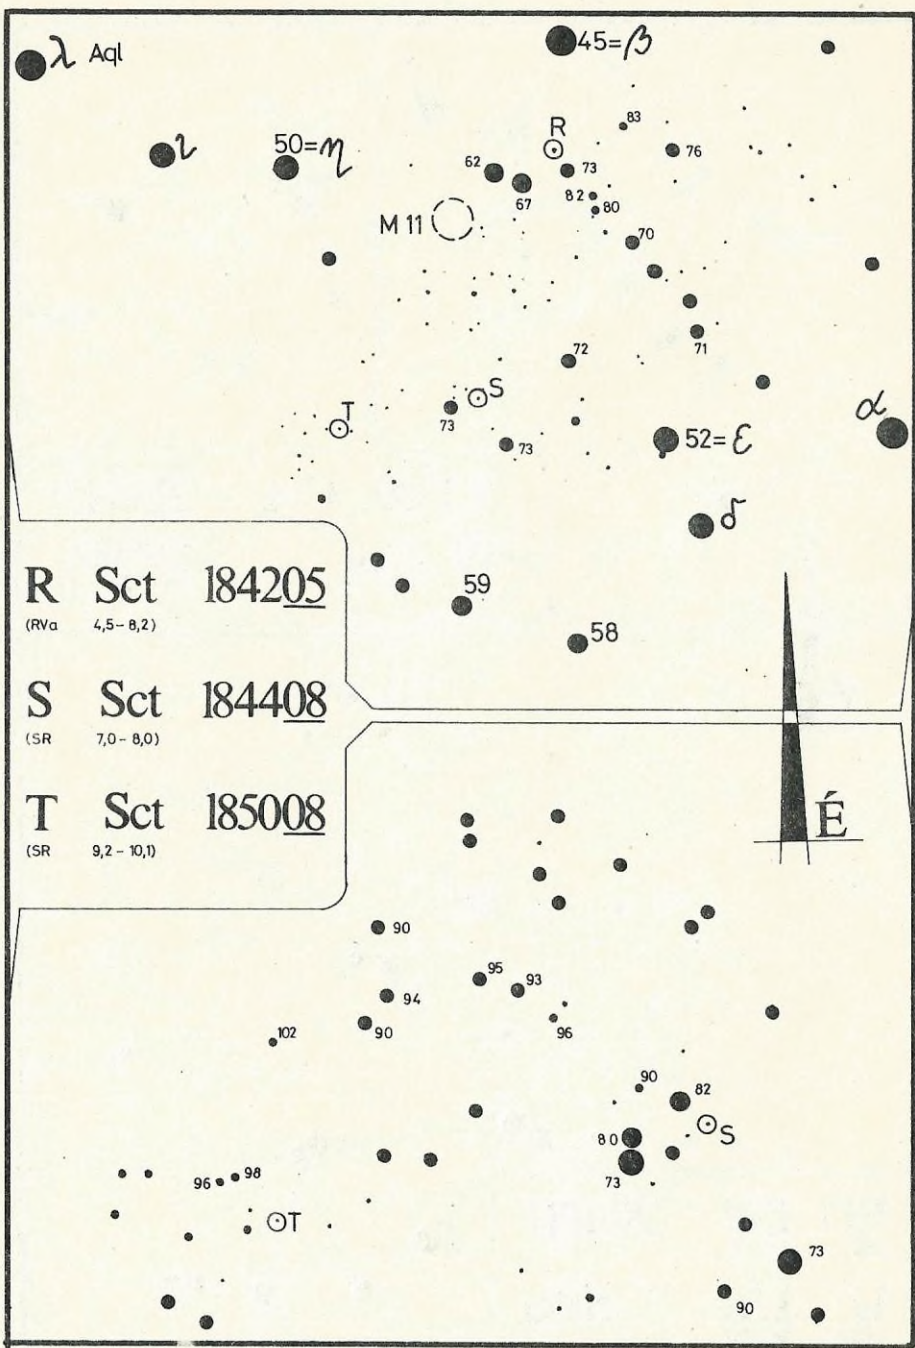 λ Aql
45=β
83
R
76
ι
50=η
62
73
67
82
80
M 11
70
71
72
S
T
73
73
52=ε
α
δ
59
58
R Sct 184205
(RVa 4,5-8,2)
S Sct 184408
(SR 7,0-8,0)
T Sct 185008
(SR 9,2-10,1)
É
90
95
93
94
90
96
102
90
82
S
80
73
96
98
T
73
90